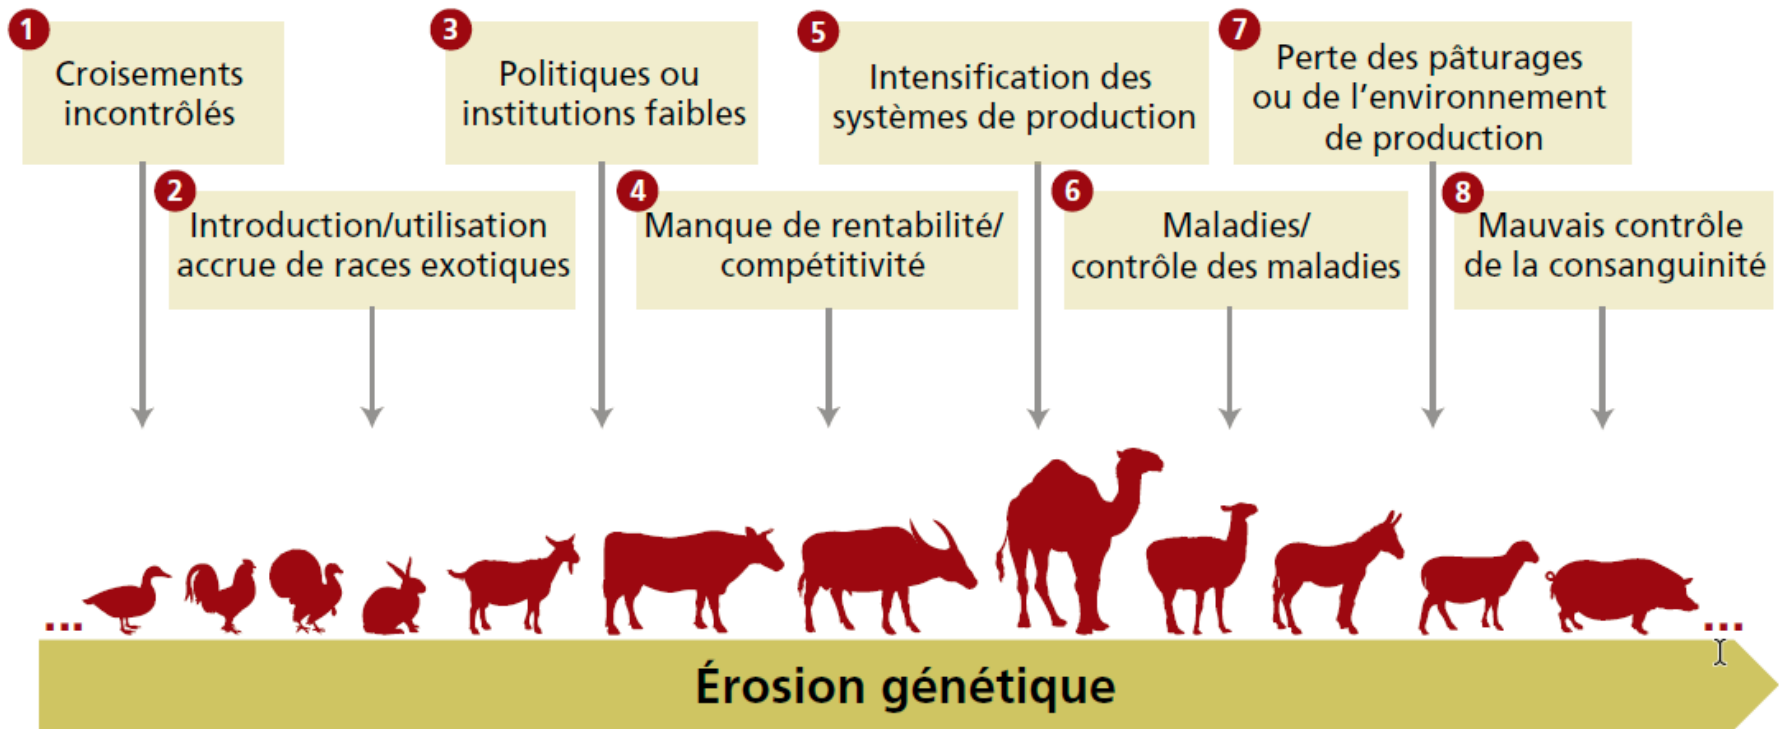 1
Croisements
incontrôlés
2
Introduction/utilisation
accrue de races exotiques
3
Politiques ou
institutions faibles
4
Manque de rentabilité/
compétitivité
5
Intensification des
systèmes de production
6
Maladies/
contrôle des maladies
7
Perte des pâturages
ou de l’environnement
de production
8
Mauvais contrôle
de la consanguinité
... ...
Érosion génétique